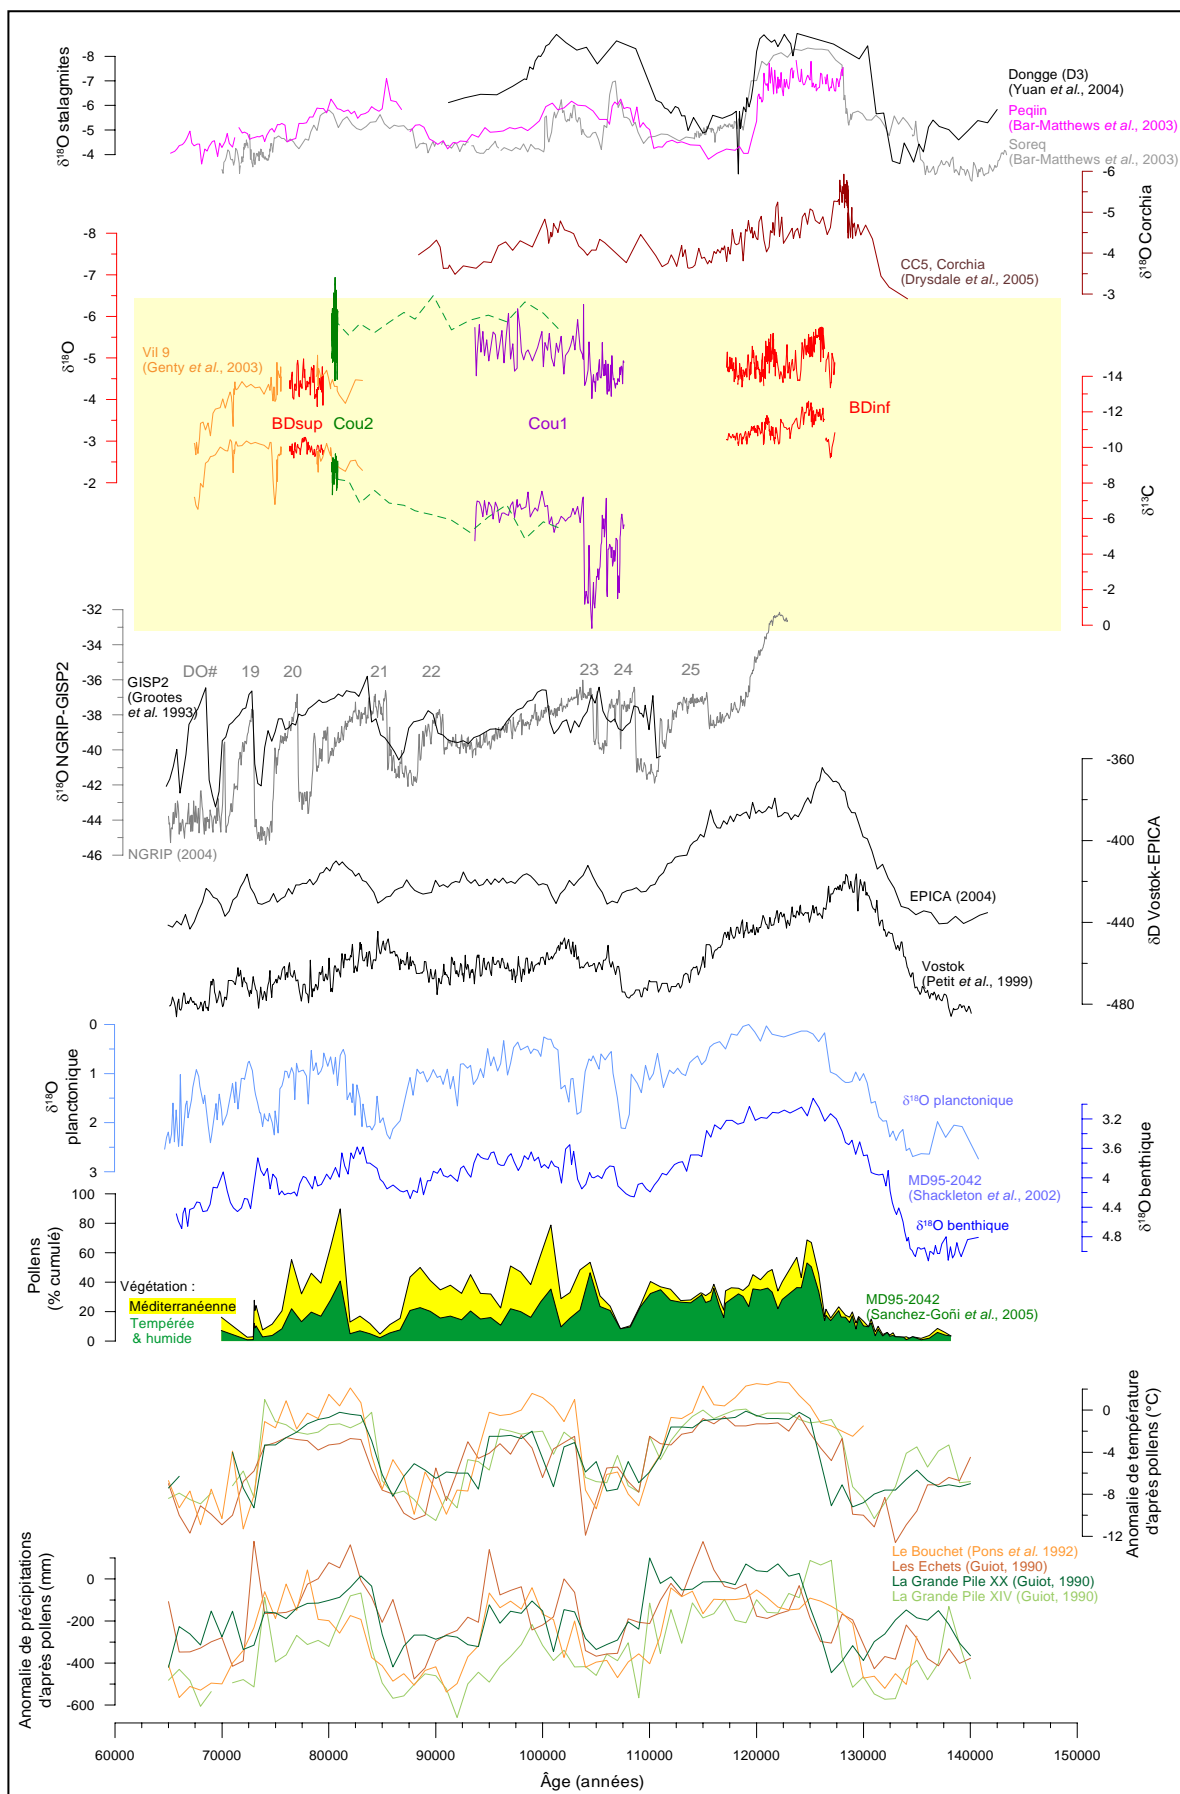 δ¹⁸O stalagmites
-8
-7
-6
-5
-4
Dongge (D3)
(Yuan et al., 2004)
Peqiin
(Bar-Matthews et al., 2003)
Soreq
(Bar-Matthews et al., 2003)
-6
-5
-4
-3
δ¹⁸O Corchia
CC5, Corchia
(Drysdale et al., 2005)
-8
-7
-6
-5
-4
-3
-2
δ¹⁸O
Vil 9
(Genty et al., 2003)
BDsup
Cou2
Cou1
BDinf
-14
-12
-10
-8
-6
-4
-2
0
δ¹³C
-32
-34
-36
-38
-40
-42
-44
-46
δ¹⁸O NGRIP-GISP2
DO#
19
20
21
22
23
24
25
GISP2
(Grootes
et al. 1993)
NGRIP (2004)
-360
-400
-440
-480
δD Vostok-EPICA
EPICA (2004)
Vostok
(Petit et al., 1999)
0
1
2
3
δ¹⁸O
planctonique
δ¹⁸O planctonique
3.2
3.6
4
4.4
4.8
δ¹⁸O benthique
MD95-2042
(Shackleton et al., 2002)
δ¹⁸O benthique
100
80
60
40
20
0
Pollens
(% cumulé)
Végétation :
Méditerranéenne
Tempérée
& humide
MD95-2042
(Sanchez-Goñi et al., 2005)
0
-4
-8
-12
Anomalie de température
d'après pollens (°C)
Le Bouchet (Pons et al. 1992)
Les Echets (Guiot, 1990)
La Grande Pile XX (Guiot, 1990)
La Grande Pile XIV (Guiot, 1990)
0
-200
-400
-600
Anomalie de précipitations
d'après pollens (mm)
60000 70000 80000 90000 100000 110000 120000 130000 140000 150000
Âge (années)